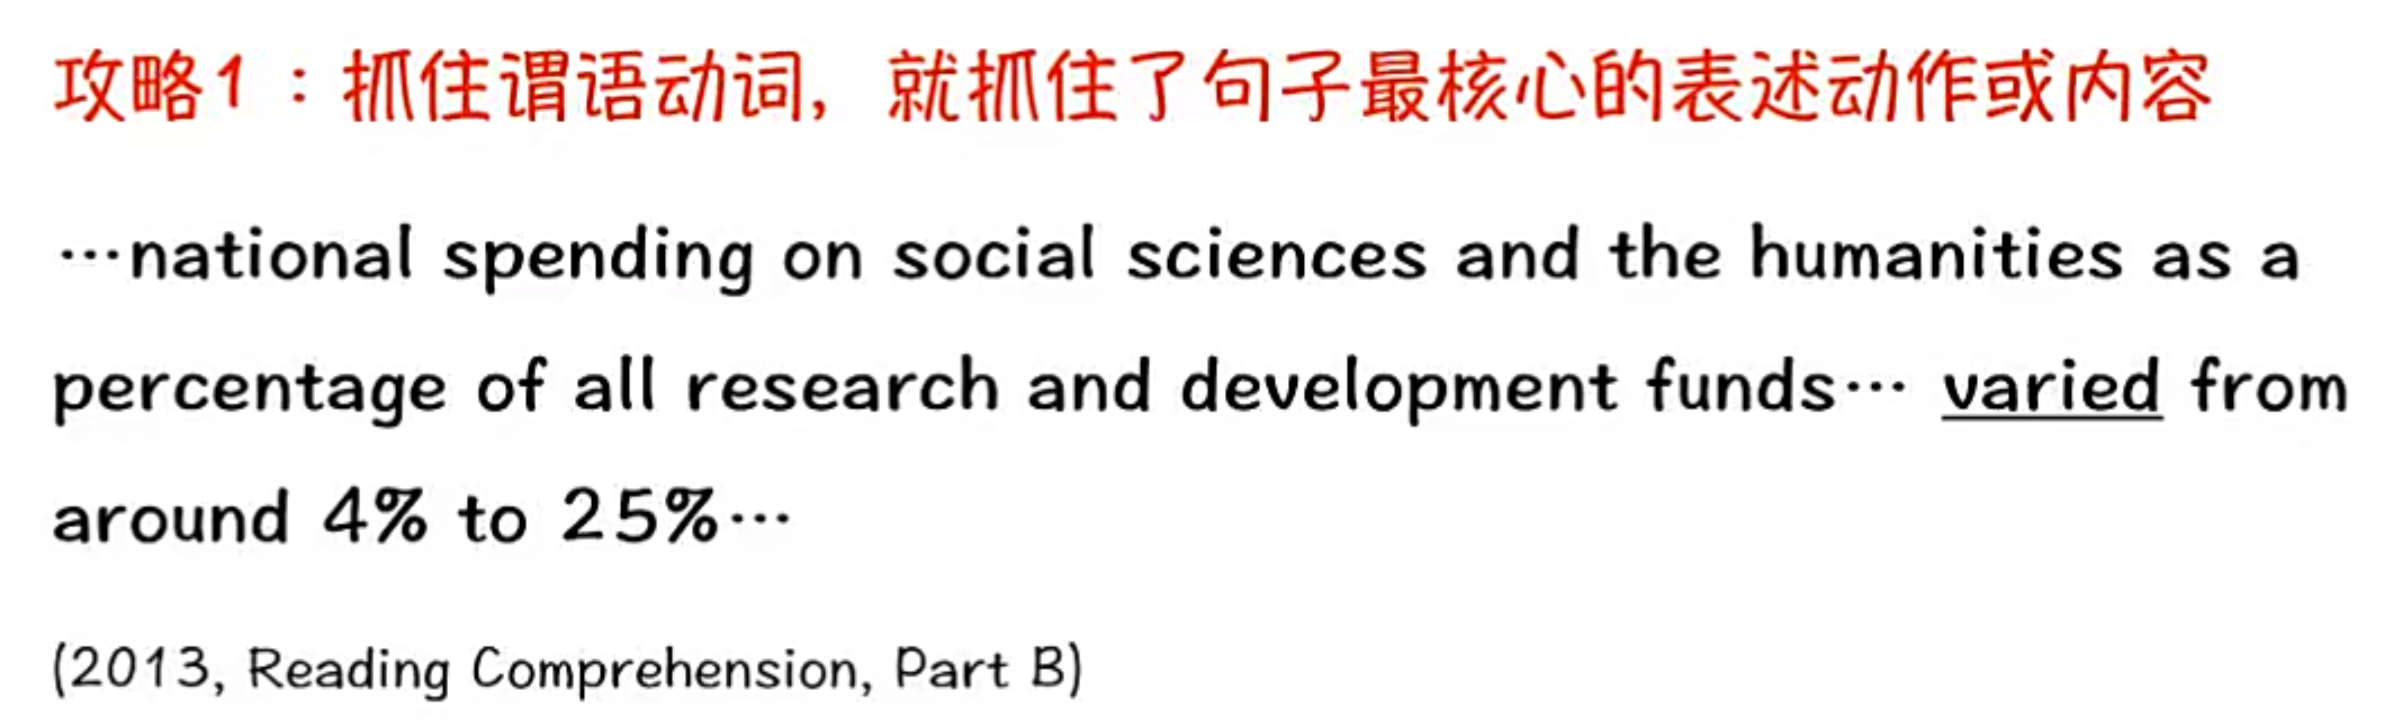 攻略1：抓住谓语动词，就抓住了句子最核心的表述动作或内容
…national spending on social sciences and the humanities as a
percentage of all research and development funds… varied from
around 4% to 25%…
(2013, Reading Comprehension, Part B)